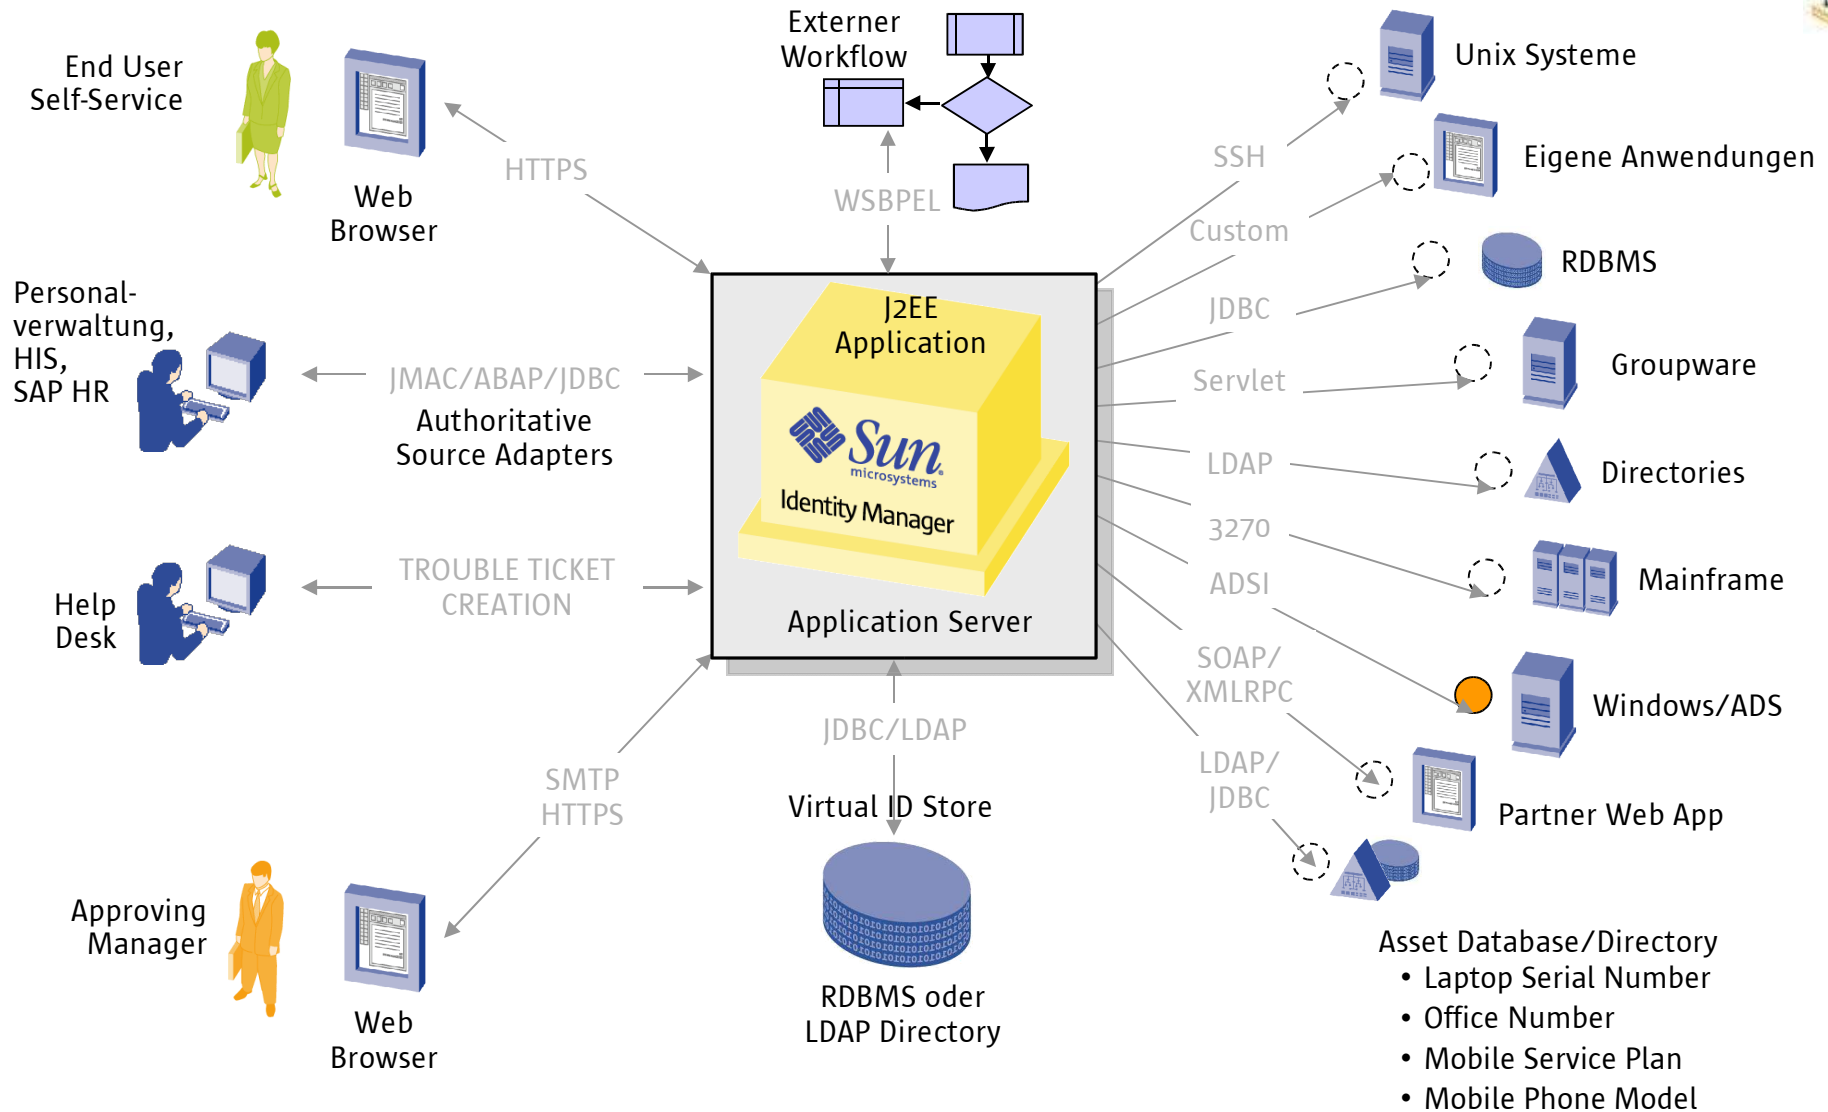 End User
Self-Service
Web
Browser
HTTPS
Externer
Workflow
WSBPEL
Personal-
verwaltung,
HIS,
SAP HR
JMAC/ABAP/JDBC
Authoritative
Source Adapters
Help
Desk
TROUBLE TICKET
CREATION
Approving
Manager
Web
Browser
SMTP
HTTPS
J2EE
Application
Sun
microsystems
Identity Manager
Application Server
JDBC/LDAP
Virtual ID Store
RDBMS oder
LDAP Directory
SSH
Unix Systeme
Custom
Eigene Anwendungen
JDBC
RDBMS
Servlet
Groupware
LDAP
Directories
3270
Mainframe
ADSI
Windows/ADS
SOAP/
XMLRPC
Partner Web App
LDAP/
JDBC
Asset Database/Directory
• Laptop Serial Number
• Office Number
• Mobile Service Plan
• Mobile Phone Model